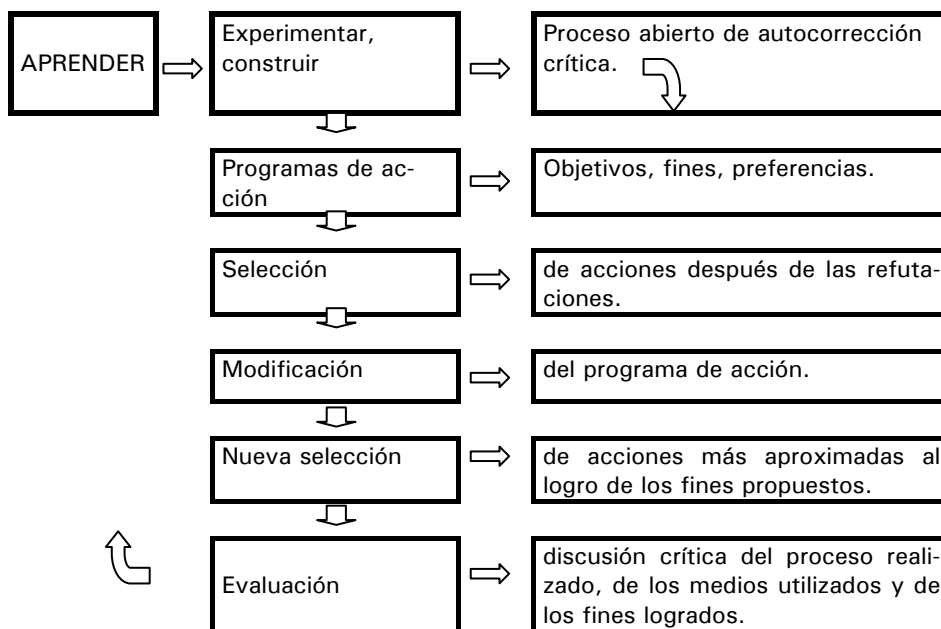 APRENDER
Experimentar,
construir
Proceso abierto de autocorrección
crítica.
Programas de ac-
ción
Objetivos, fines, preferencias.
Selección
de acciones después de las refuta-
ciones.
Modificación
del programa de acción.
Nueva selección
de acciones más aproximadas al
logro de los fines propuestos.
Evaluación
discusión crítica del proceso reali-
zado, de los medios utilizados y de
los fines logrados.